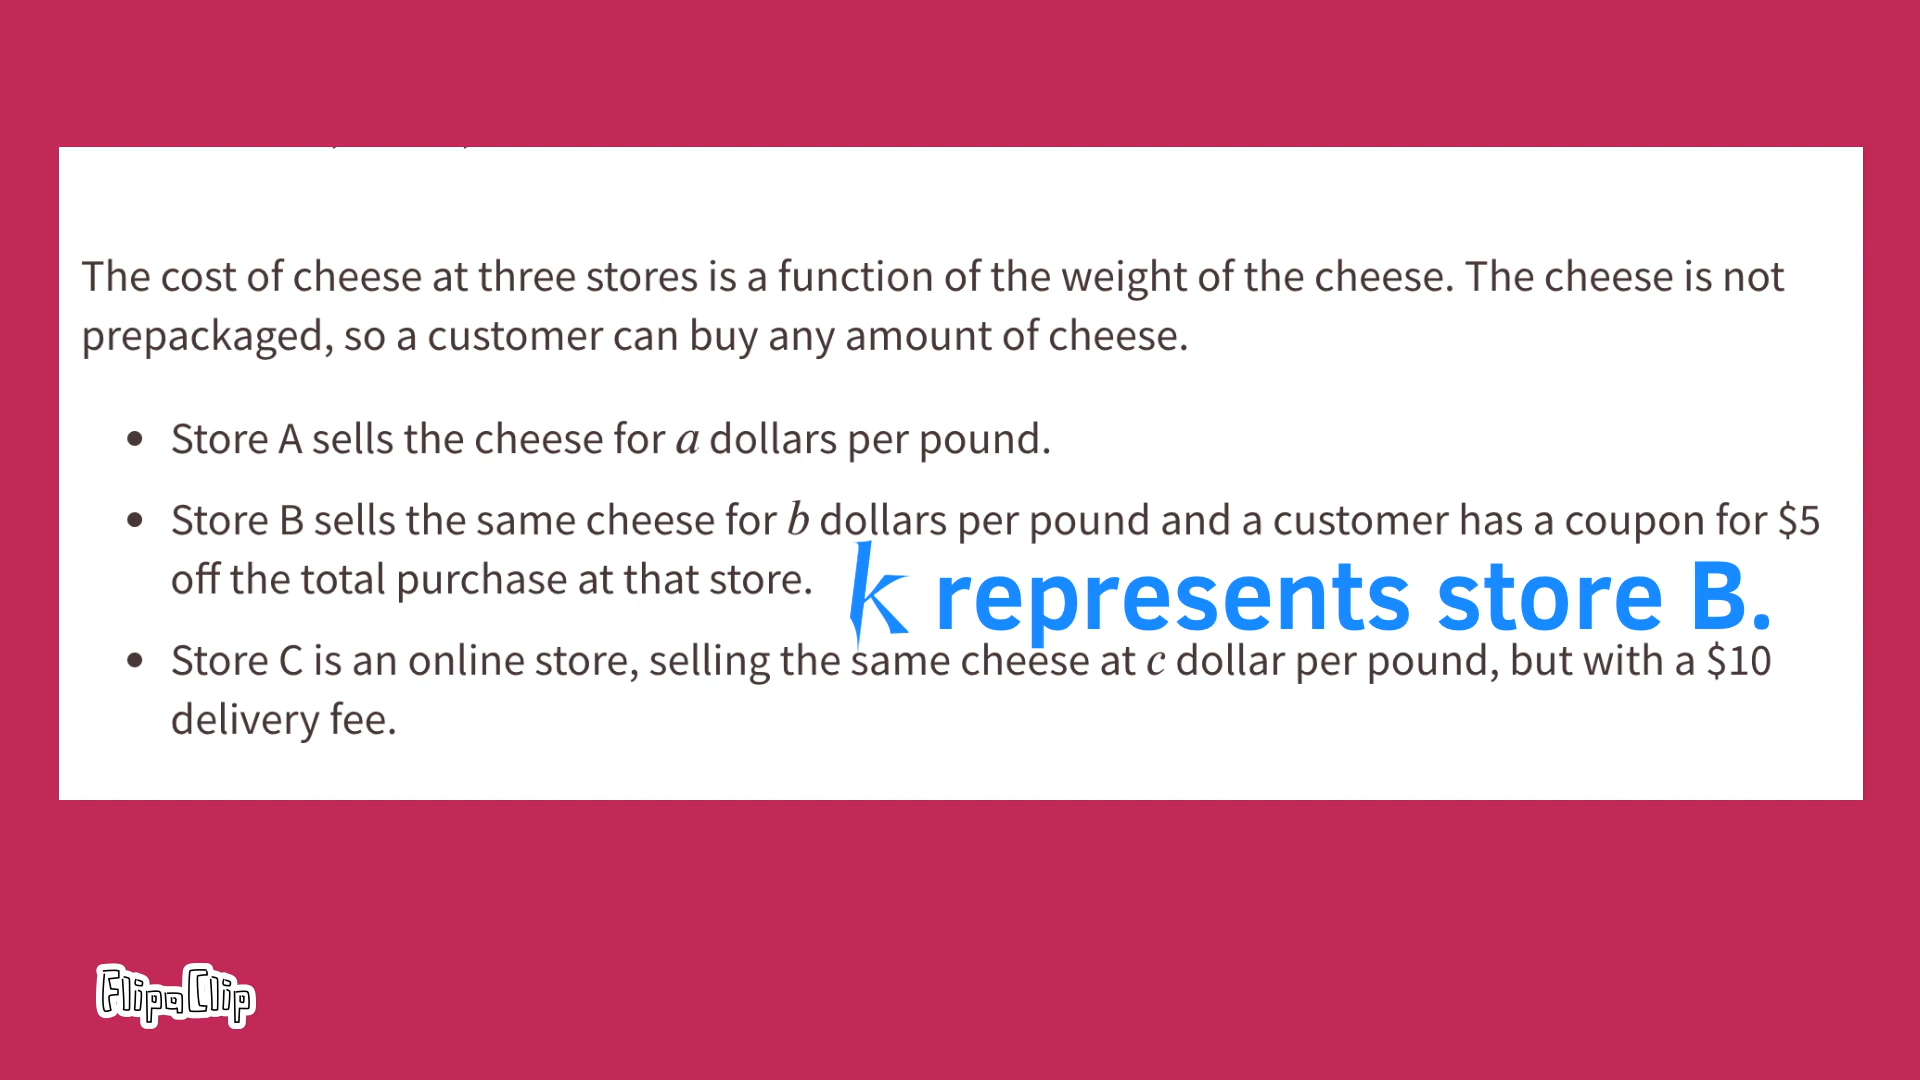 The cost of cheese at three stores is a function of the weight of the cheese. The cheese is not
prepackaged, so a customer can buy any amount of cheese.
• Store A sells the cheese for a dollars per pound.
• Store B sells the same cheese for b dollars per pound and a customer has a coupon for $5
off the total purchase at that store.
k represents store B.
• Store C is an online store, selling the same cheese at c dollar per pound, but with a $10
delivery fee.
FlipaClip